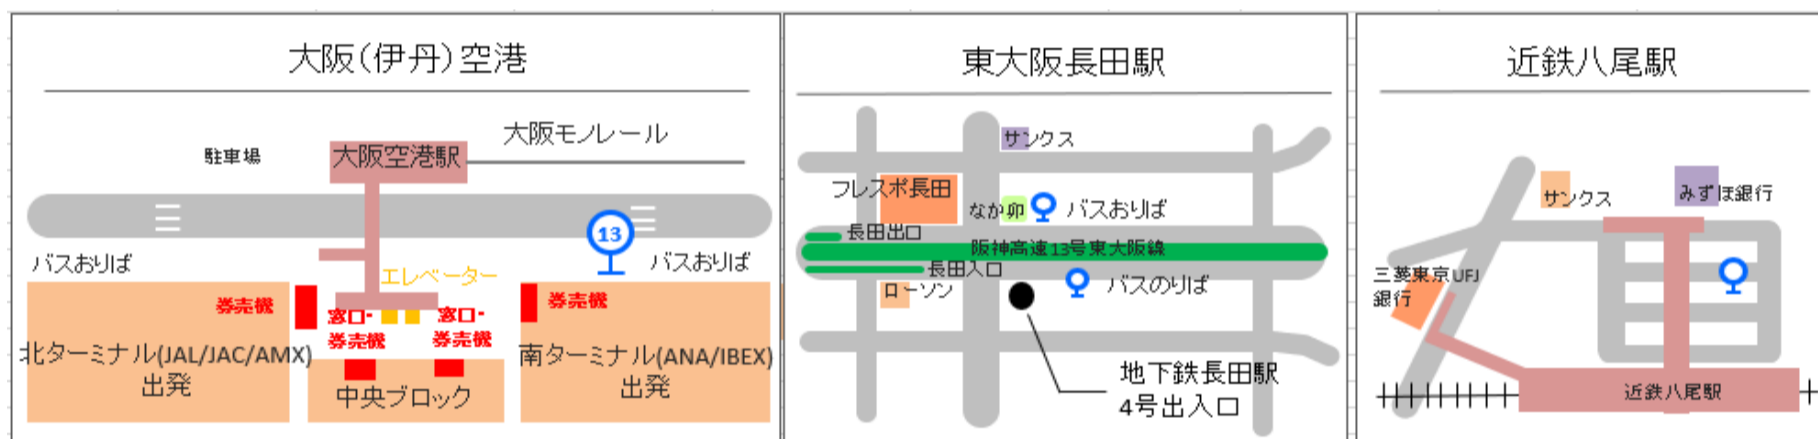 大阪(伊丹)空港
大阪モノレール
駐車場
大阪空港駅
13
バスおりば
バスおりば
エレベーター
券売機
窓口・
券売機
窓口・
券売機
券売機
北ターミナル(JAL/JAC/AMX)
出発
中央ブロック
南ターミナル(ANA/IBEX)
出発
東大阪長田駅
サンクス
フレスポ長田
なか卯
バスおりば
長田出口
阪神高速13号東大阪線
長田入口
ローソン
バスのりば
地下鉄長田駅
4号出入口
近鉄八尾駅
サンクス
みずほ銀行
三菱東京UFJ
銀行
近鉄八尾駅